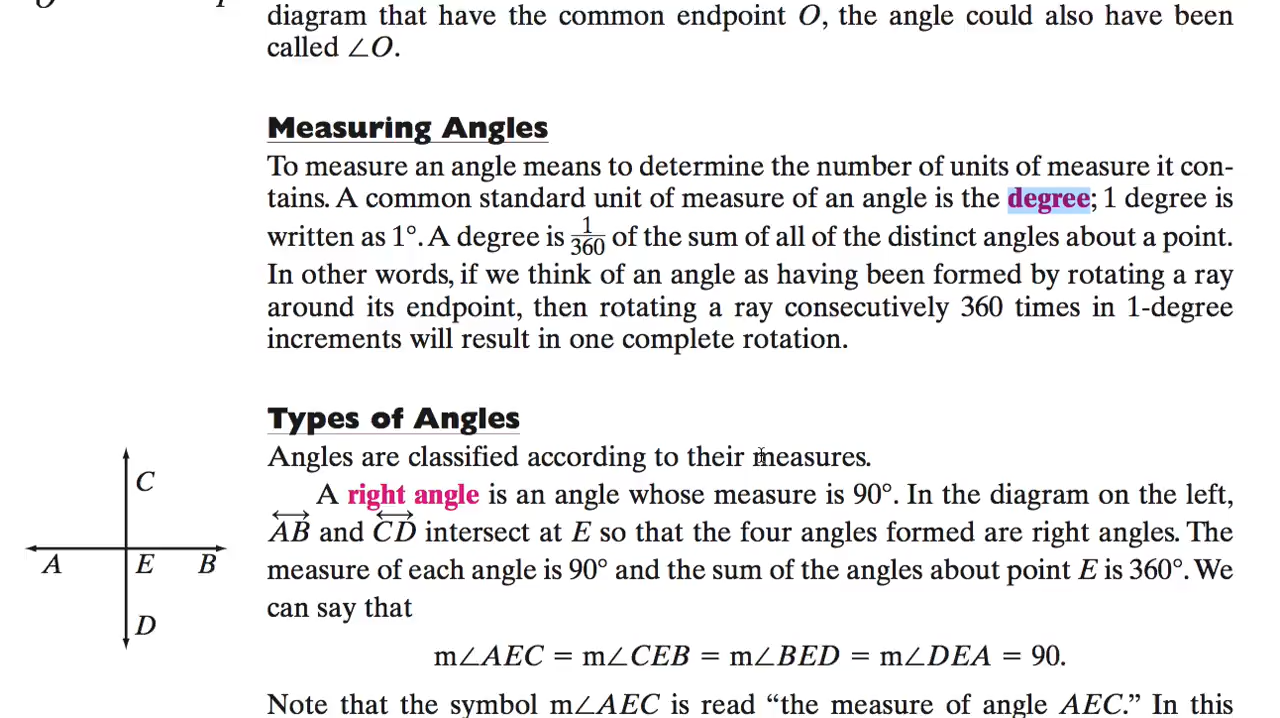 diagram that have the common endpoint O, the angle could also have been
called ∠O.
Measuring Angles
To measure an angle means to determine the number of units of measure it con-
tains. A common standard unit of measure of an angle is the degree; 1 degree is
written as 1°. A degree is 1/360 of the sum of all of the distinct angles about a point.
In other words, if we think of an angle as having been formed by rotating a ray
around its endpoint, then rotating a ray consecutively 360 times in 1-degree
increments will result in one complete rotation.
Types of Angles
Angles are classified according to their measures.
A right angle is an angle whose measure is 90°. In the diagram on the left,
AB and CD intersect at E so that the four angles formed are right angles. The
measure of each angle is 90° and the sum of the angles about point E is 360°. We
can say that
m∠AEC = m∠CEB = m∠BED = m∠DEA = 90.
Note that the symbol m∠AEC is read “the measure of angle AEC.” In this
C
A E B
D